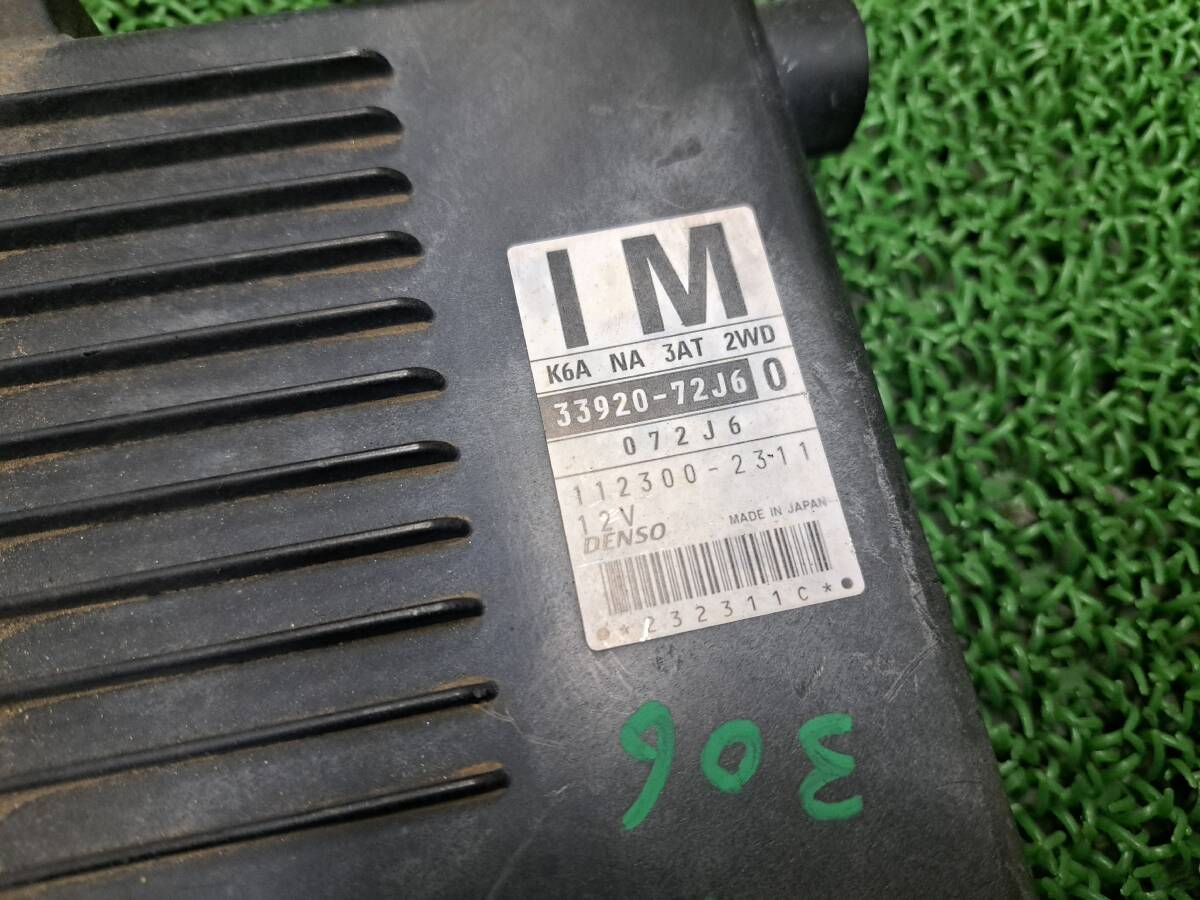 IM
K6A NA 3AT 2WD
33920-72J6 0
072J6
112300-2311
12V
DENSO MADE IN JAPAN
*232311C*
306